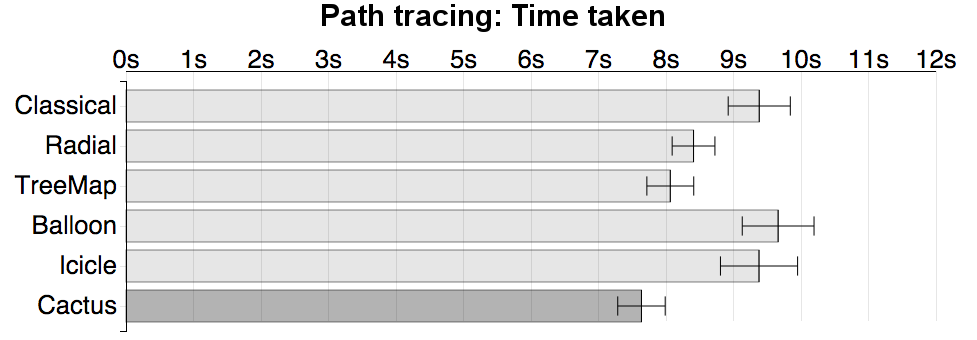 Path tracing: Time taken
0s 1s 2s 3s 4s 5s 6s 7s 8s 9s 10s 11s 12s
Classical
Radial
TreeMap
Balloon
Icicle
Cactus